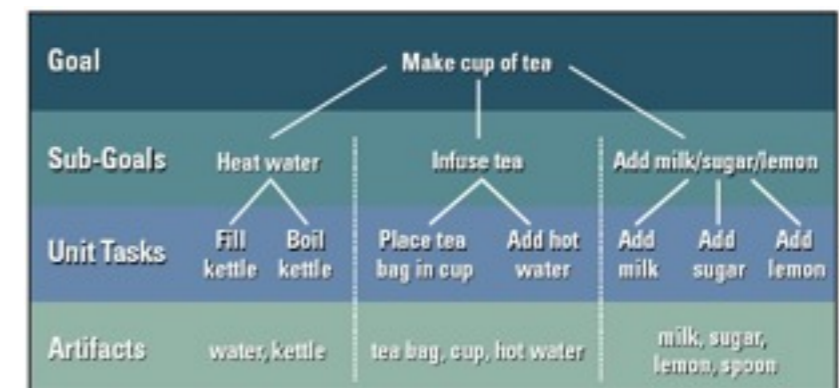 Goal
Make cup of tea
Sub-Goals
Heat water
Infuse tea
Add milk/sugar/lemon
Unit Tasks
Fill
kettle
Boil
kettle
Place tea
bag in cup
Add hot
water
Add
milk
Add
sugar
Add
lemon
Artifacts
water, kettle
tea bag, cup, hot water
milk, sugar,
lemon, spoon